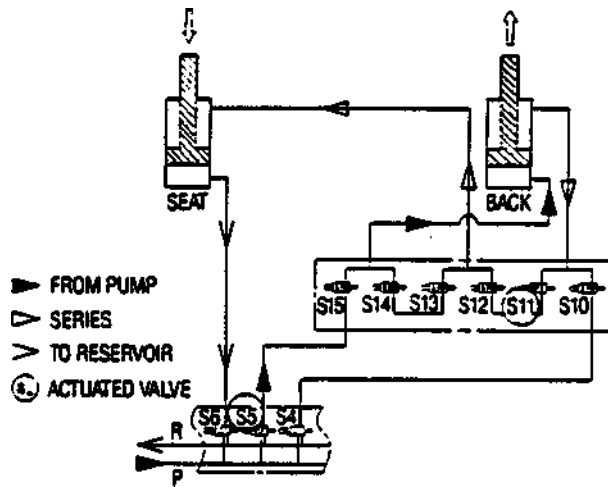 SEAT
BACK
FROM PUMP
SERIES
TO RESERVOIR
S. ACTUATED VALVE
S15 S14 S13 S12 S11 S10
S6 S5 S4
R
P